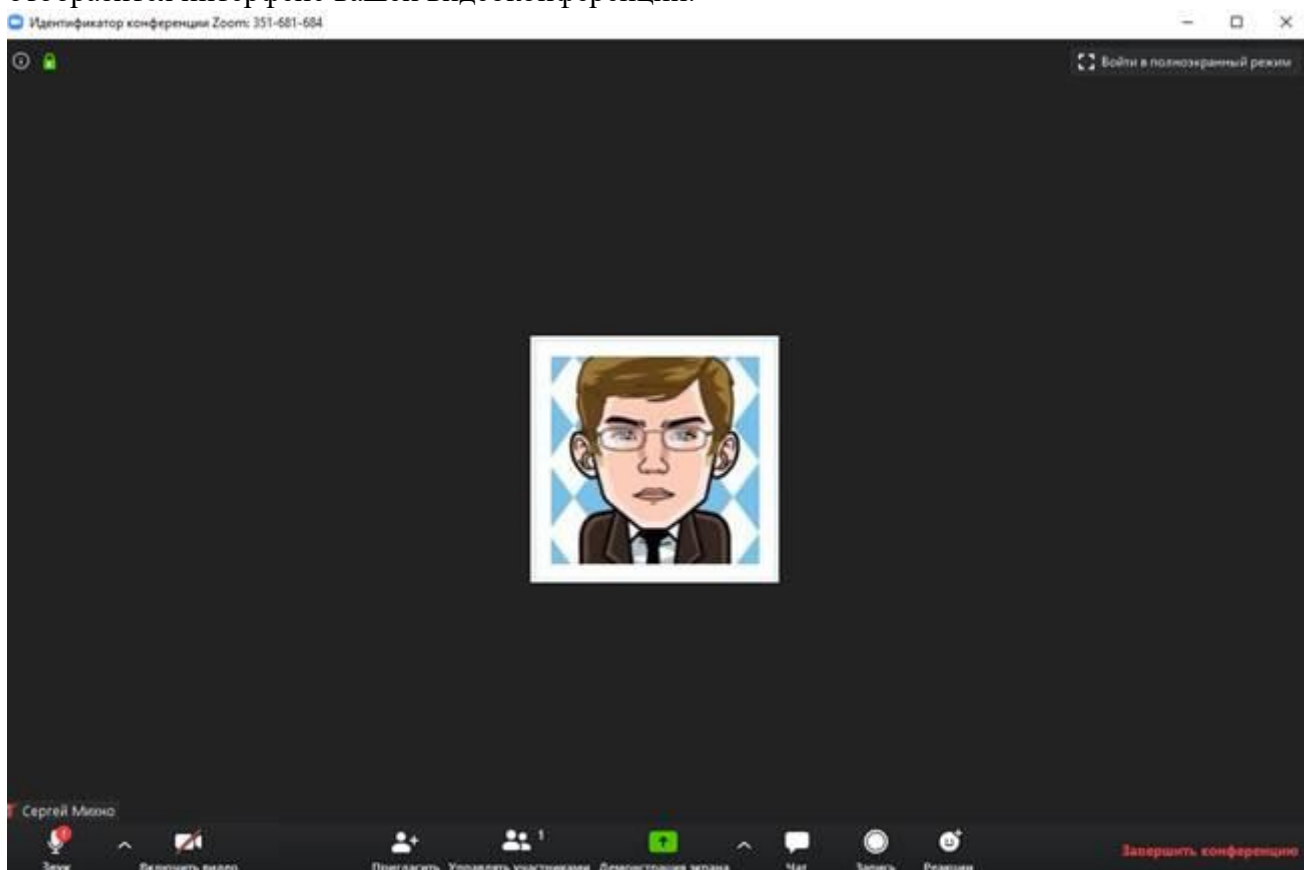 Идентификатор конференции Zoom: 351-681-684
Войти в полноэкранный режим
Сергей Михно
1
Звук
Включить видео
Пригласить
Управлять участниками
Демонстрация экрана
Чат
Запись
Реакции
Завершить конференцию